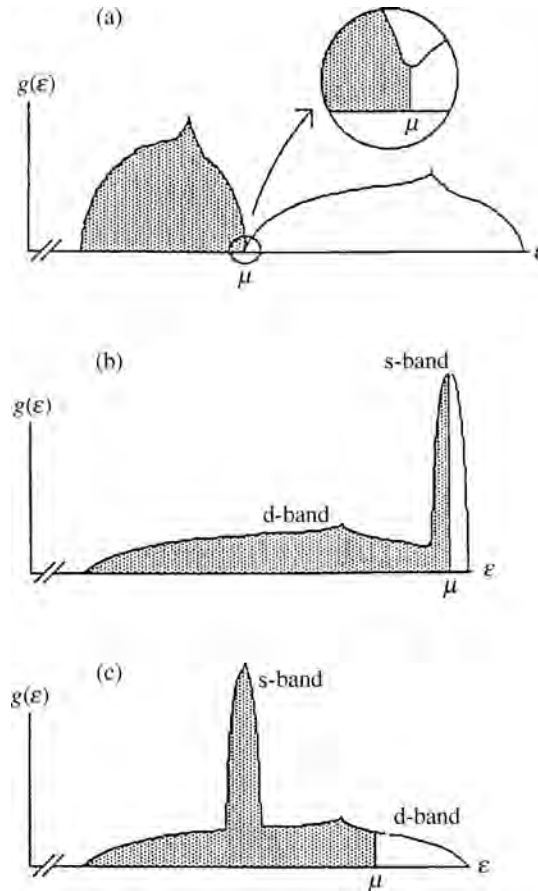 (a)
g(ε)
μ
μ
ε
(b)
s-band
g(ε)
d-band
μ
ε
(c)
s-band
g(ε)
d-band
μ
ε